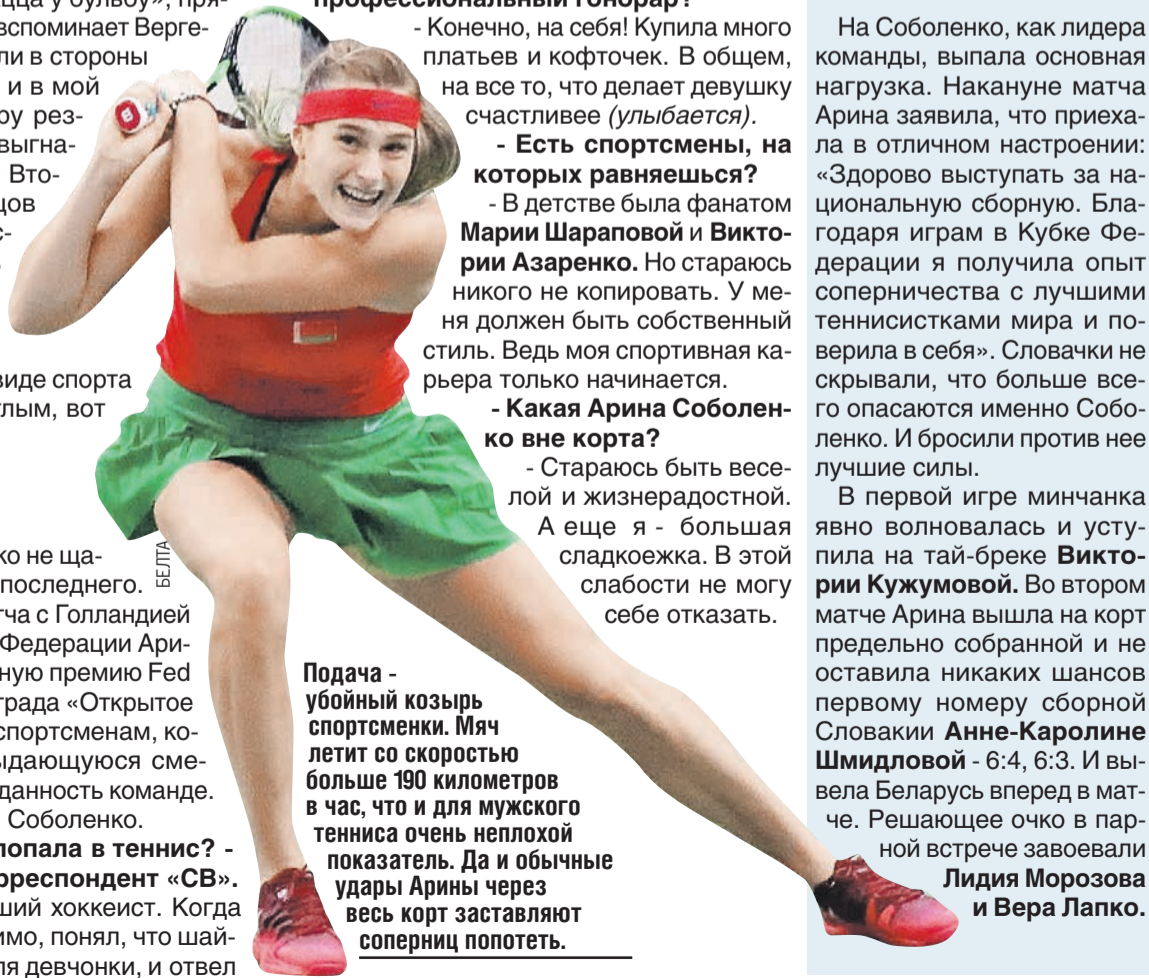 ацца у бульбу», пря-
вспоминает Верге-
ли в стороны
и в мой
ру рез-
выгна-
Вто-
цов
с-
виде спорта
лым, вот
ко не ща-
последнего.
тча с Голландией
Федерации Ари-
ную премию Fed
града «Открытое
спортсменам, ко-
ыдающуюся сме-
данность команде.
Соболенко.
попала в теннис? -
рреспондент «СВ».
ший хоккеист. Когда
имо, понял, что шай-
ля девчонки, и отвел
БЕЛТА
профессиональный гонорар?
- Конечно, на себя! Купила много
платьев и кофточек. В общем,
на все то, что делает девушку
счастливее (улыбается).
- Есть спортсмены, на
которых равняешься?
- В детстве была фанатом
Марии Шараповой и Викто-
рии Азаренко. Но стараюсь
никого не копировать. У ме-
ня должен быть собственный
стиль. Ведь моя спортивная ка-
рьера только начинается.
- Какая Арина Соболен-
ко вне корта?
- Стараюсь быть весе-
лой и жизнерадостной.
А еще я - большая
сладкоежка. В этой
слабости не могу
себе отказать.
Подача -
убойный козырь
спортсменки. Мяч
летит со скоростью
больше 190 километров
в час, что и для мужского
тенниса очень неплохой
показатель. Да и обычные
удары Арины через
весь корт заставляют
соперниц попотеть.
На Соболенко, как лидера
команды, выпала основная
нагрузка. Накануне матча
Арина заявила, что приеха-
ла в отличном настроении:
«Здорово выступать за на-
циональную сборную. Бла-
годаря играм в Кубке Фе-
дерации я получила опыт
соперничества с лучшими
теннисистками мира и по-
верила в себя». Словачки не
скрывали, что больше все-
го опасаются именно Собо-
ленко. И бросили против нее
лучшие силы.
В первой игре минчанка
явно волновалась и усту-
пила на тай-бреке Викто-
рии Кужумовой. Во втором
матче Арина вышла на корт
предельно собранной и не
оставила никаких шансов
первому номеру сборной
Словакии Анне-Каролине
Шмидловой - 6:4, 6:3. И вы-
вела Беларусь вперед в мат-
че. Решающее очко в пар-
ной встрече завоевали
Лидия Морозова
и Вера Лапко.